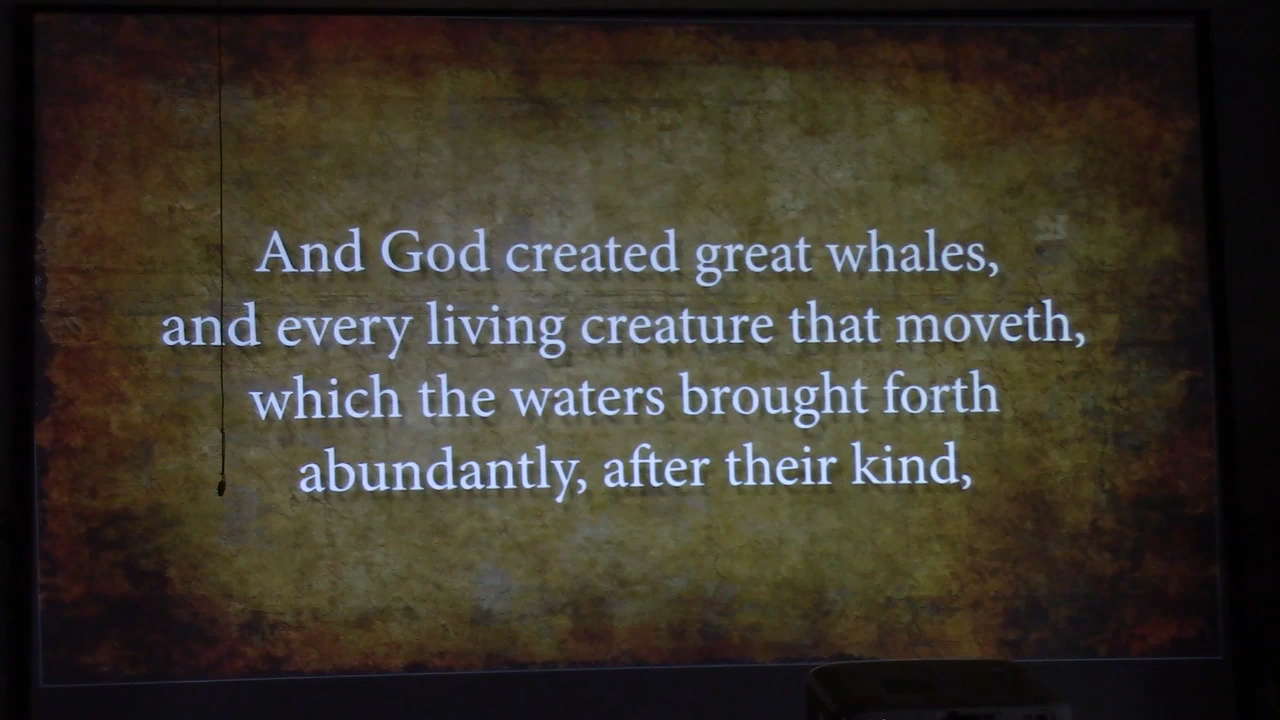 And God created great whales,
and every living creature that moveth,
which the waters brought forth
abundantly, after their kind,